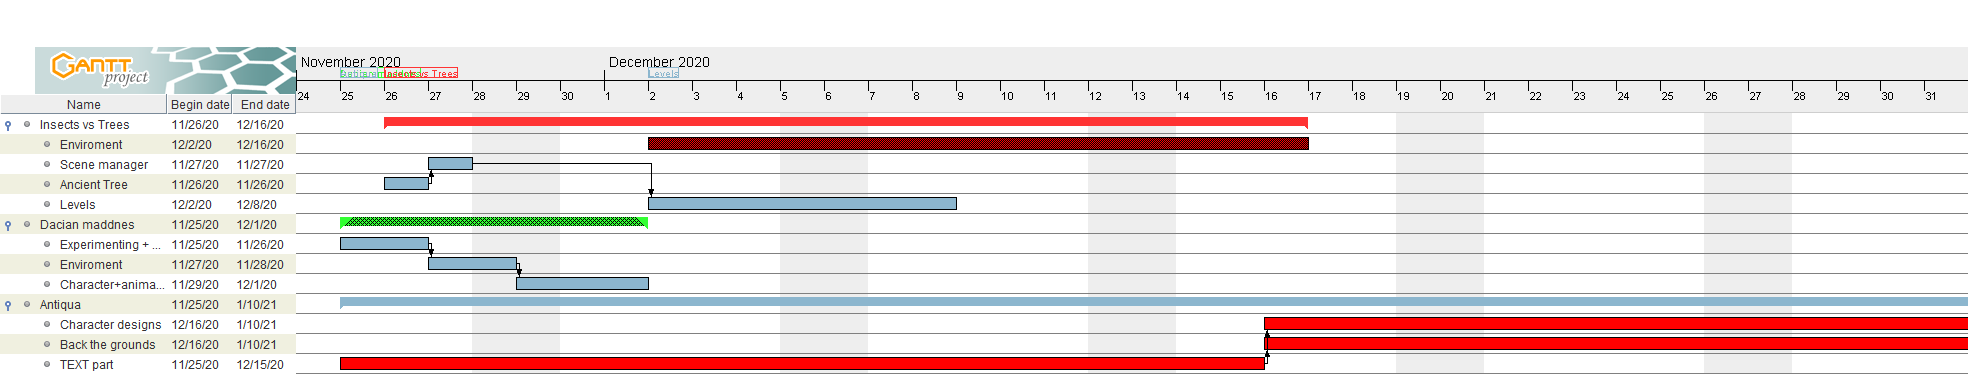 GANTT
project
November 2020
December 2020
Insects vs Trees
Levels
24 25 26 27 28 29 30 1 2 3 4 5 6 7 8 9 10 11 12 13 14 15 16 17 18 19 20 21 22 23 24 25 26 27 28 29 30 31
Name Begin date End date
Insects vs Trees 11/26/20 12/16/20
Enviroment 12/2/20 12/16/20
Scene manager 11/27/20 11/27/20
Ancient Tree 11/26/20 11/26/20
Levels 12/2/20 12/8/20
Dacian maddnes 11/25/20 12/1/20
Experimenting + ... 11/25/20 11/26/20
Enviroment 11/27/20 11/28/20
Character+anima... 11/29/20 12/1/20
Antiqua 11/25/20 1/10/21
Character designs 12/16/20 1/10/21
Back the grounds 12/16/20 1/10/21
TEXT part 11/25/20 12/15/20